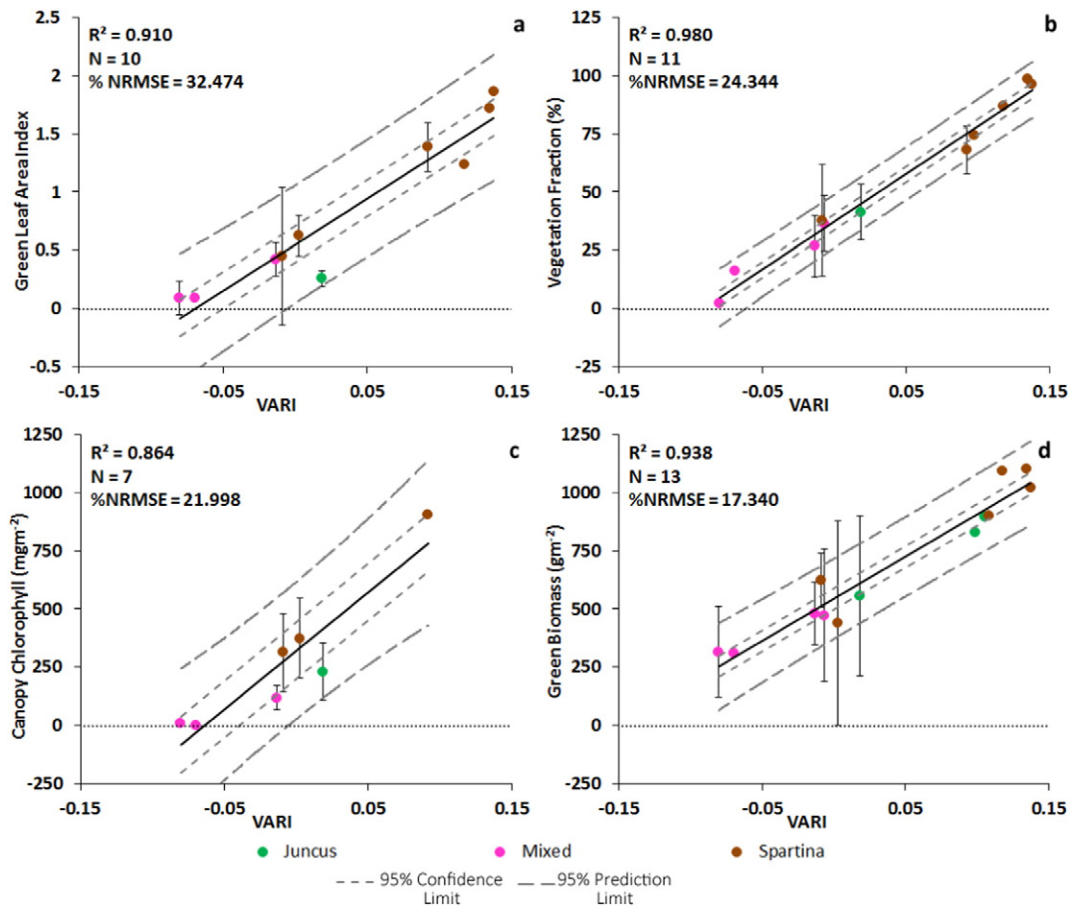 a
R² = 0.910
N = 10
% NRMSE = 32.474
Green Leaf Area Index
2.5
2
1.5
1
0.5
0
-0.5
-0.05
0.05
0.15
VARI
b
R² = 0.980
N = 11
%NRMSE = 24.344
Vegetation Fraction (%)
125
100
75
50
25
0
-25
-0.15
-0.05
0.05
0.15
VARI
c
R² = 0.864
N = 7
%NRMSE = 21.998
Canopy Chlorophyll (mgm⁻²)
1250
1000
750
500
250
0
-250
-0.15
-0.05
0.05
0.15
VARI
d
R² = 0.938
N = 13
%NRMSE = 17.340
Green Biomass (gm⁻²)
1250
1000
750
500
250
0
-250
-0.15
-0.05
0.05
0.15
VARI
Juncus
Mixed
Spartina
95% Confidence
Limit
95% Prediction
Limit